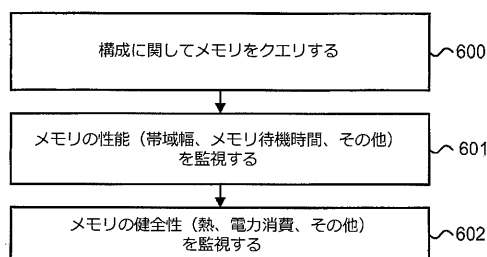 構成に関してメモリをクエリする
600
メモリの性能（帯域幅、メモリ待機時間、その他）
を監視する
601
メモリの健全性（熱、電力消費、その他）
を監視する
602